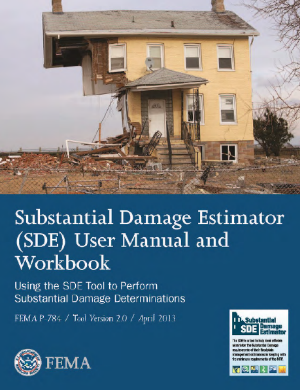 Substantial Damage Estimator
(SDE) User Manual and
Workbook
Using the SDE Tool to Perform
Substantial Damage Determinations
FEMA P-784 / Tool Version 2.0 / April 2013
Substantial
SDE Damage
Estimator
FEMA